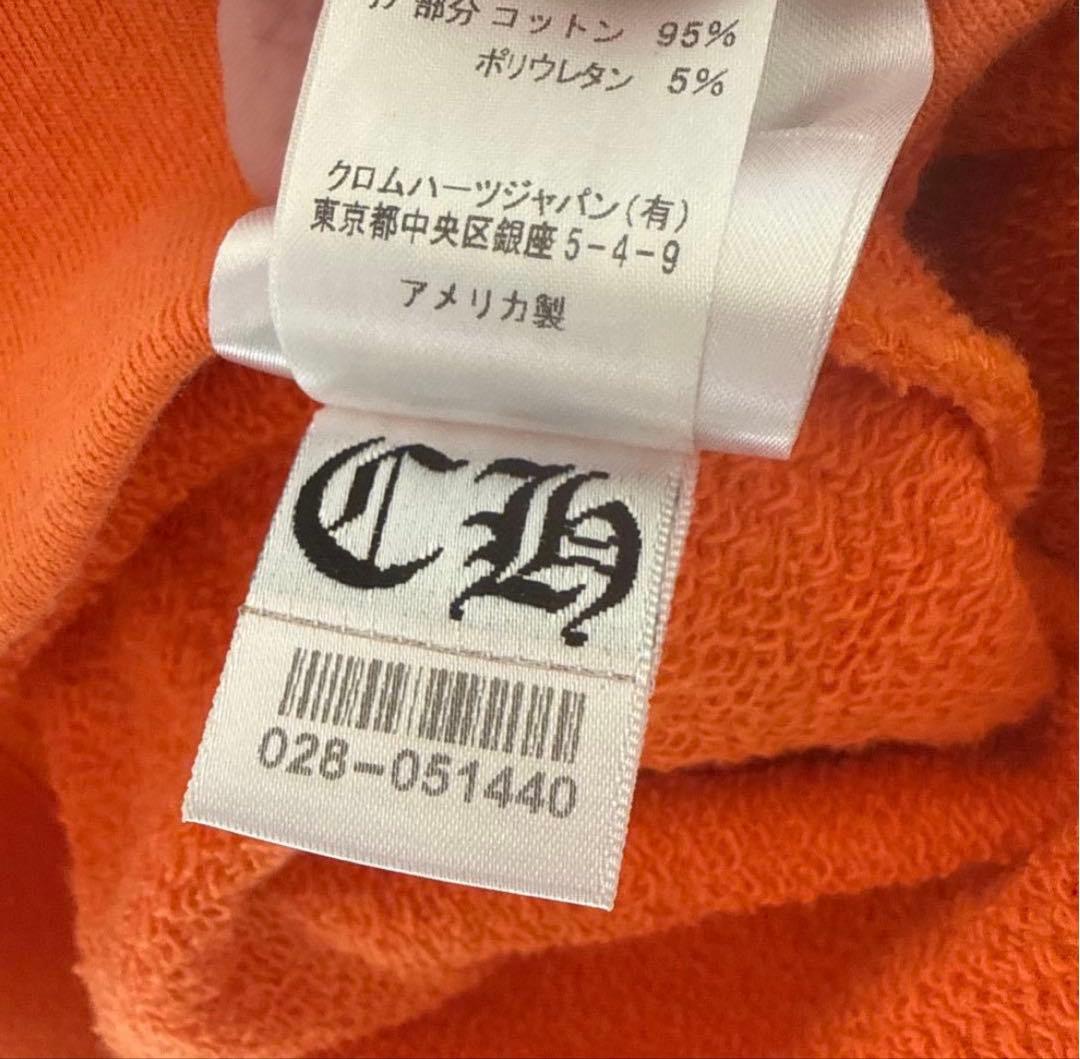 部分 コットン 95%
ポリウレタン 5%
クロムハーツジャパン(有)
東京都中央区銀座5-4-9
アメリカ製
CH
028-051440